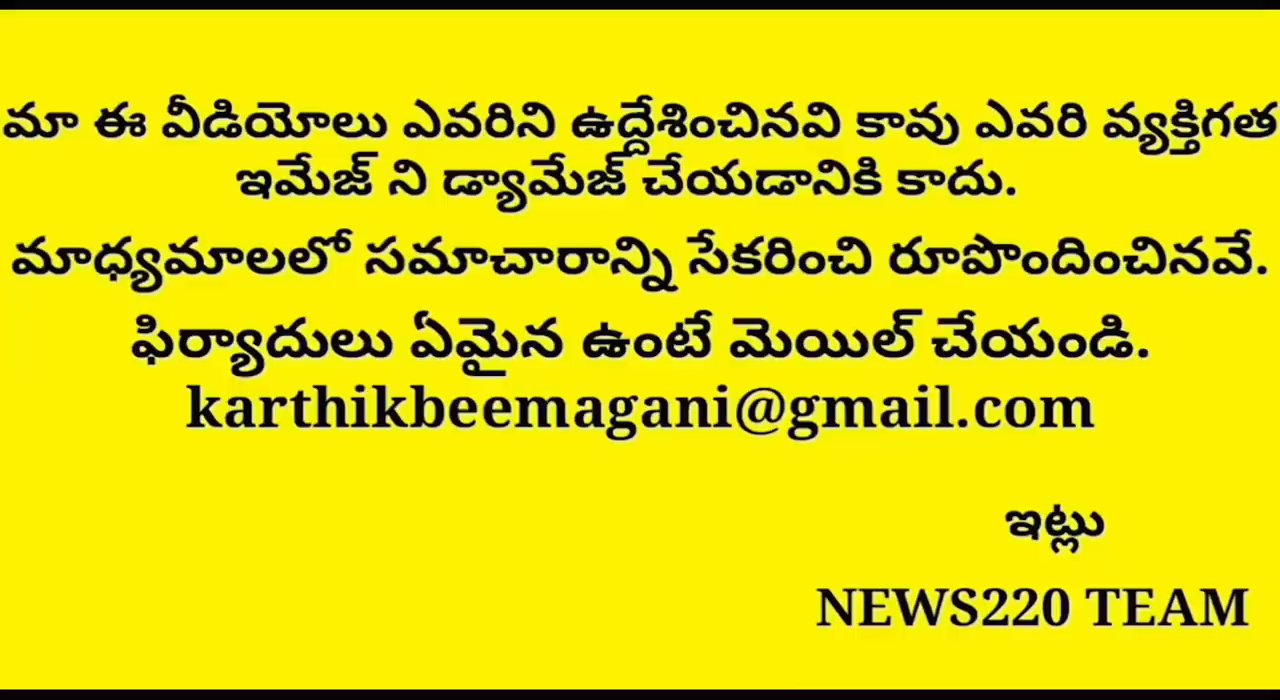 మా ఈ వీడియోలు ఎవరిని ఉద్దేశించినవి కావు ఎవరి వ్యక్తిగత
ఇమేజ్ ని డ్యామేజ్ చేయడానికి కాదు.
మాధ్యమాలలో సమాచారాన్ని సేకరించి రూపొందించినవే.
ఫిర్యాదులు ఏమైన ఉంటే మెయిల్ చేయండి.
karthikbeemagani@gmail.com
ఇట్లు
NEWS220 TEAM